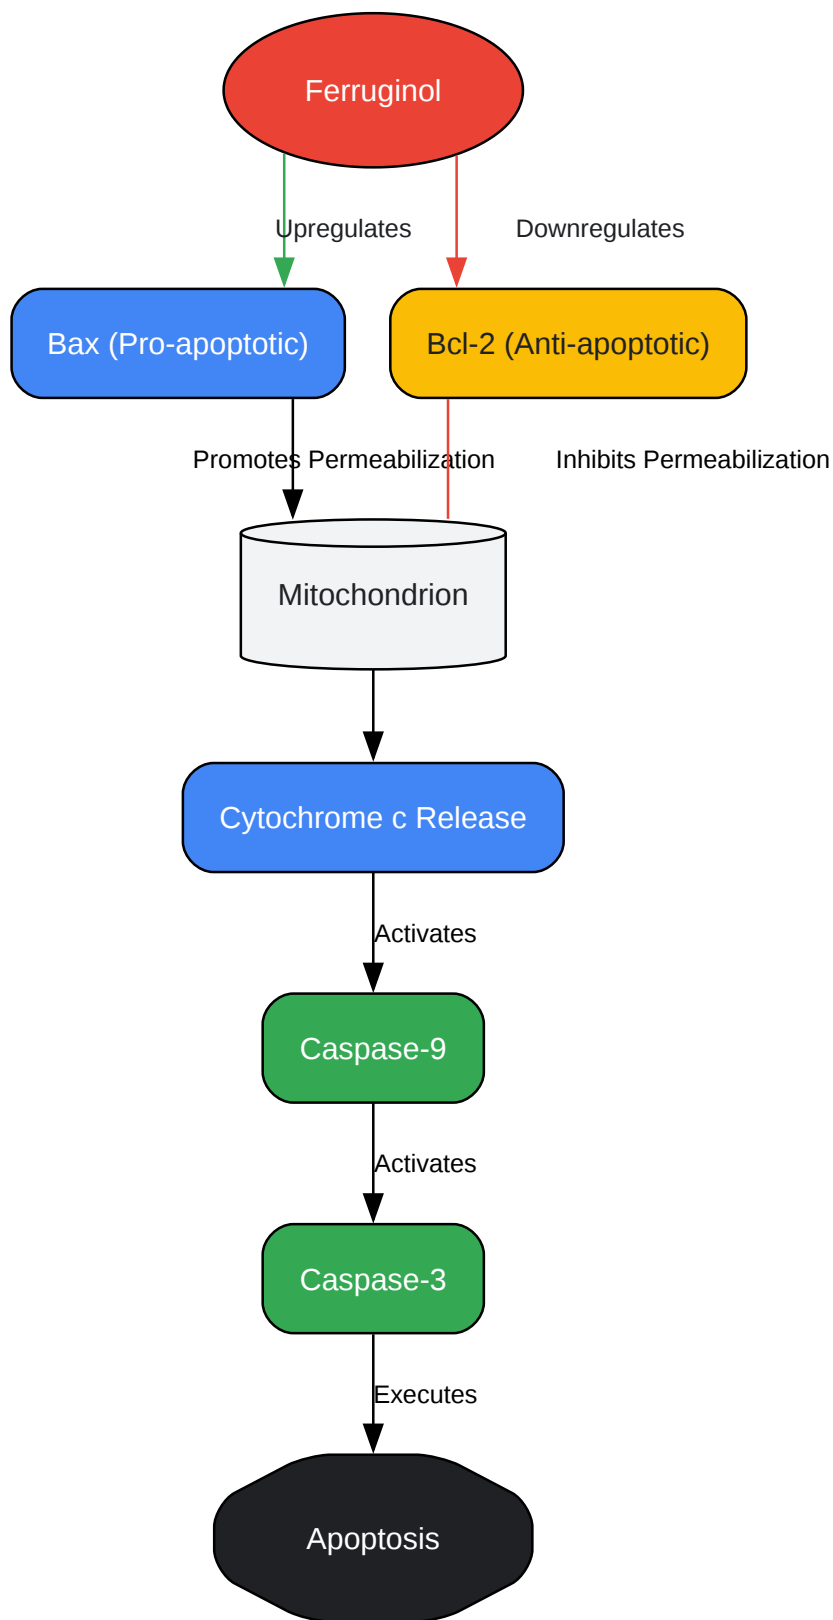 Ferruginol
Upregulates
Downregulates
Bax (Pro-apoptotic)
Bcl-2 (Anti-apoptotic)
Promotes Permeabilization
Inhibits Permeabilization
Mitochondrion
Cytochrome c Release
Activates
Caspase-9
Activates
Caspase-3
Executes
Apoptosis